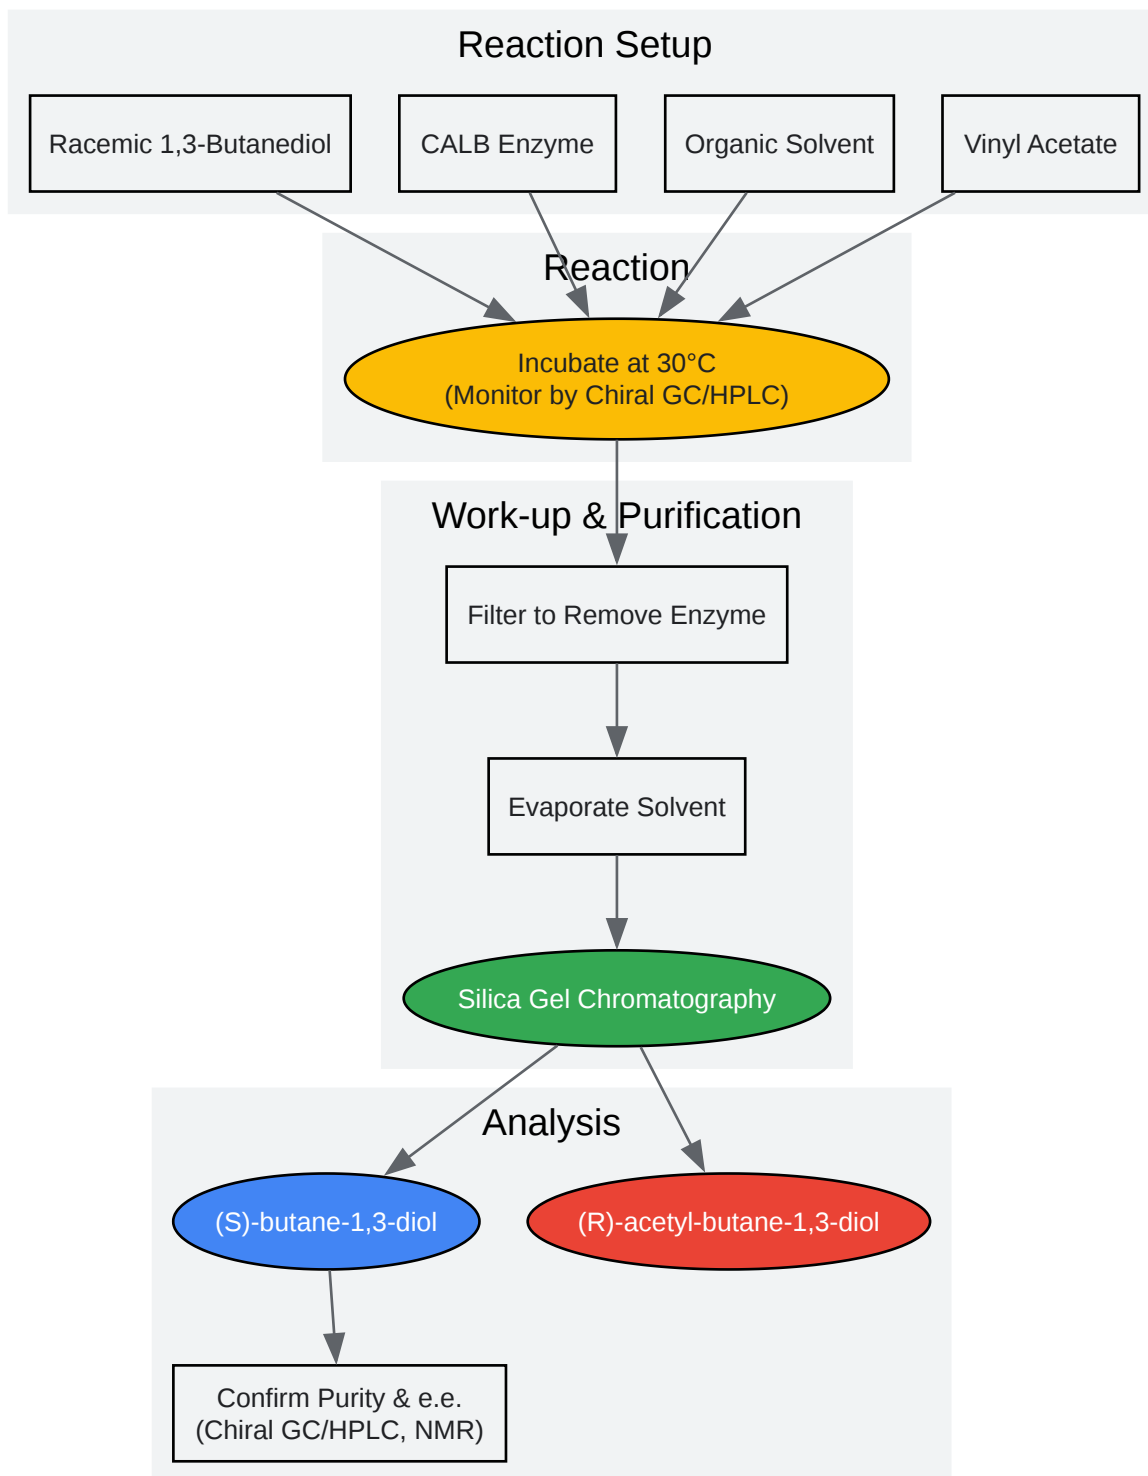 Reaction Setup
Racemic 1,3-Butanediol
CALB Enzyme
Organic Solvent
Vinyl Acetate
Reaction
Incubate at 30°C
(Monitor by Chiral GC/HPLC)
Work-up & Purification
Filter to Remove Enzyme
Evaporate Solvent
Silica Gel Chromatography
Analysis
(S)-butane-1,3-diol
(R)-acetyl-butane-1,3-diol
Confirm Purity & e.e.
(Chiral GC/HPLC, NMR)